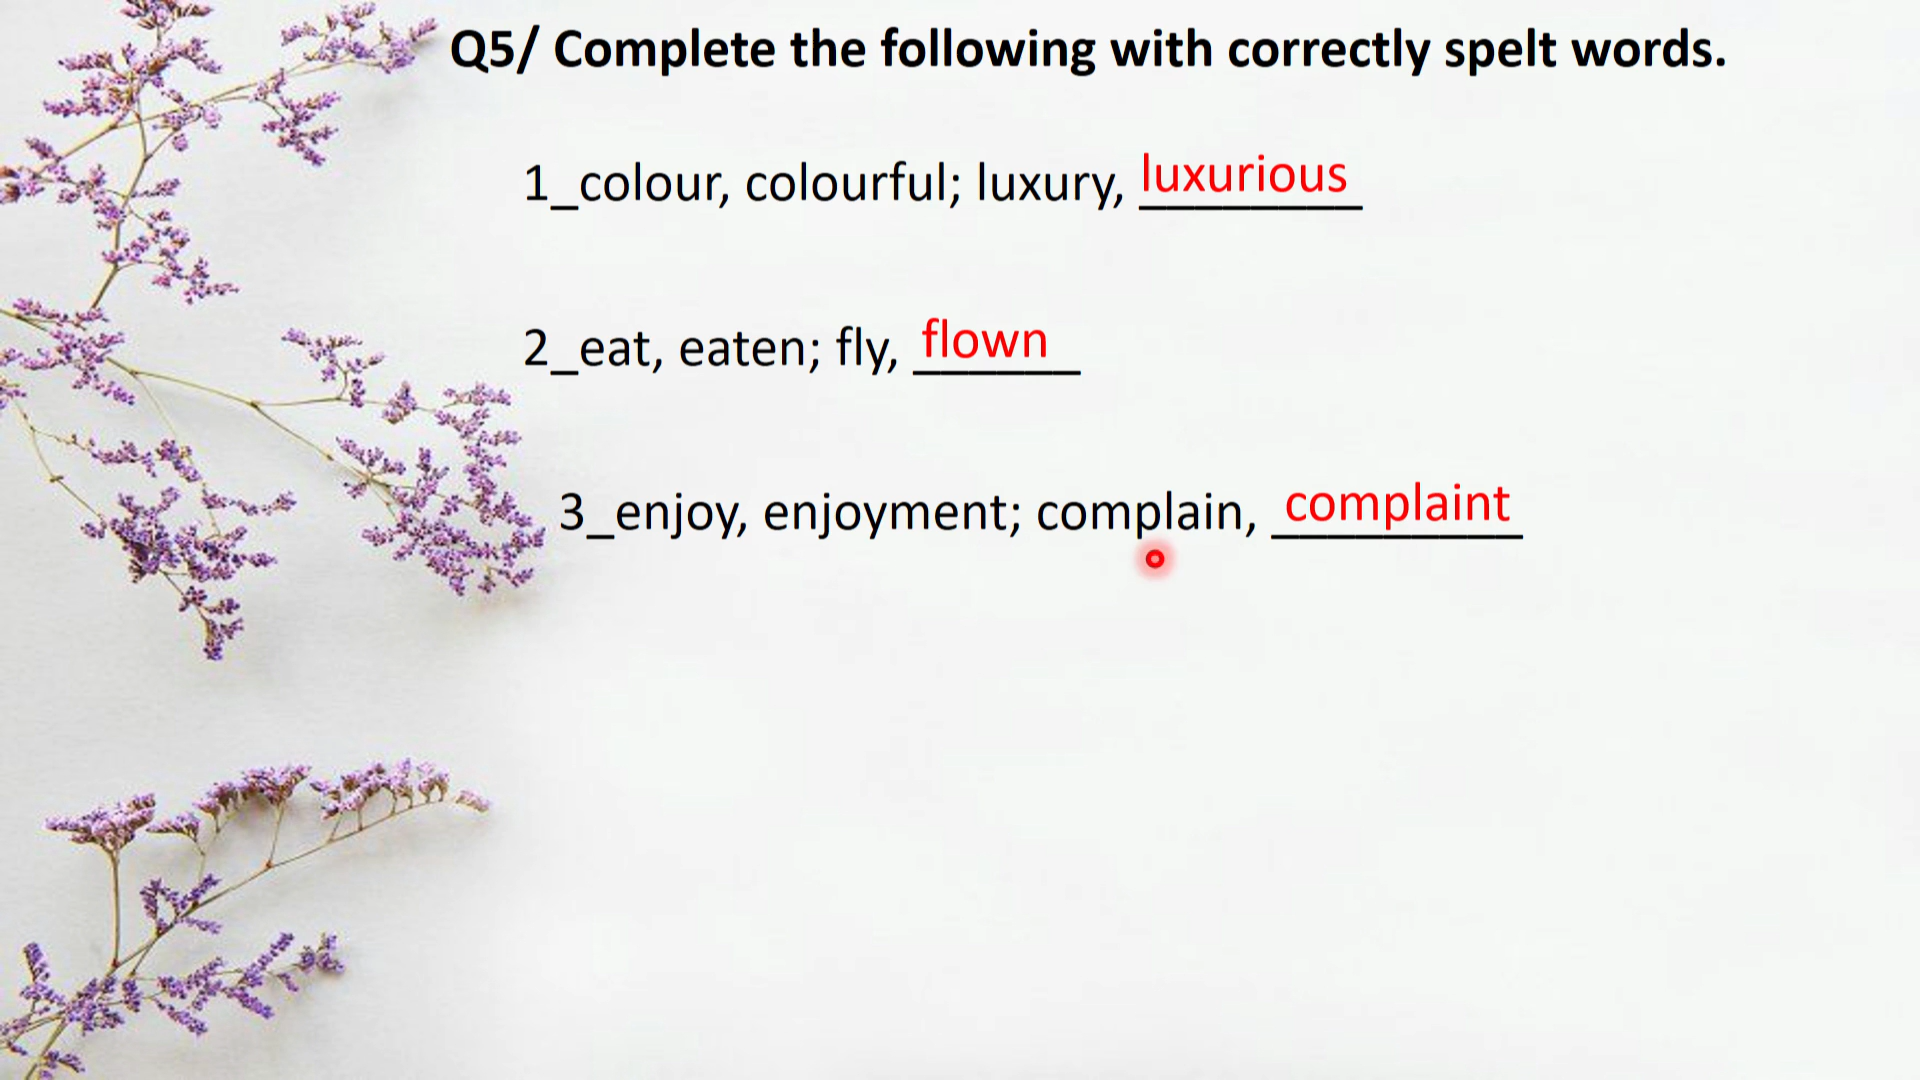 Q5/ Complete the following with correctly spelt words.
1_colour, colourful; luxury, luxurious
2_eat, eaten; fly, flown
3_enjoy, enjoyment; complain, complaint